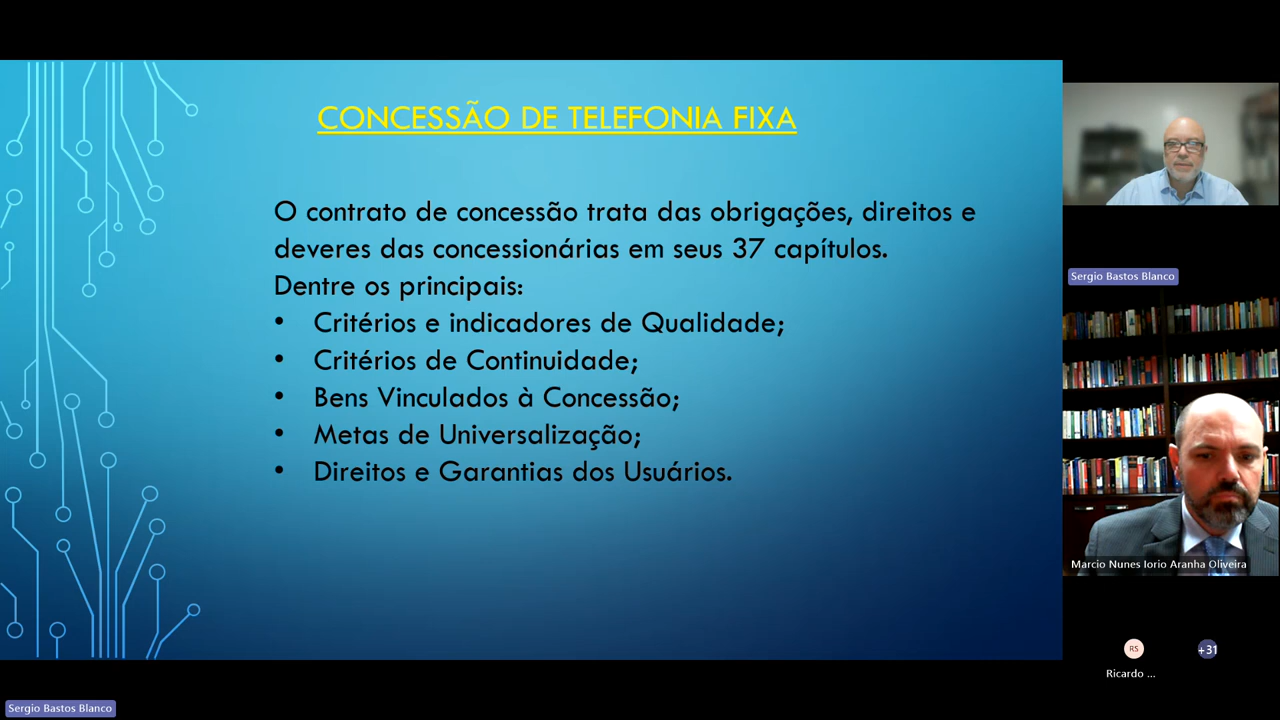 CONCESSÃO DE TELEFONIA FIXA
O contrato de concessão trata das obrigações, direitos e
deveres das concessionárias em seus 37 capítulos.
Dentre os principais:
• Critérios e indicadores de Qualidade;
• Critérios de Continuidade;
• Bens Vinculados à Concessão;
• Metas de Universalização;
• Direitos e Garantias dos Usuários.
Sergio Bastos Blanco
Marcio Nunes Iorio Aranha Oliveira
RS
+31
Ricardo ...
Sergio Bastos Blanco